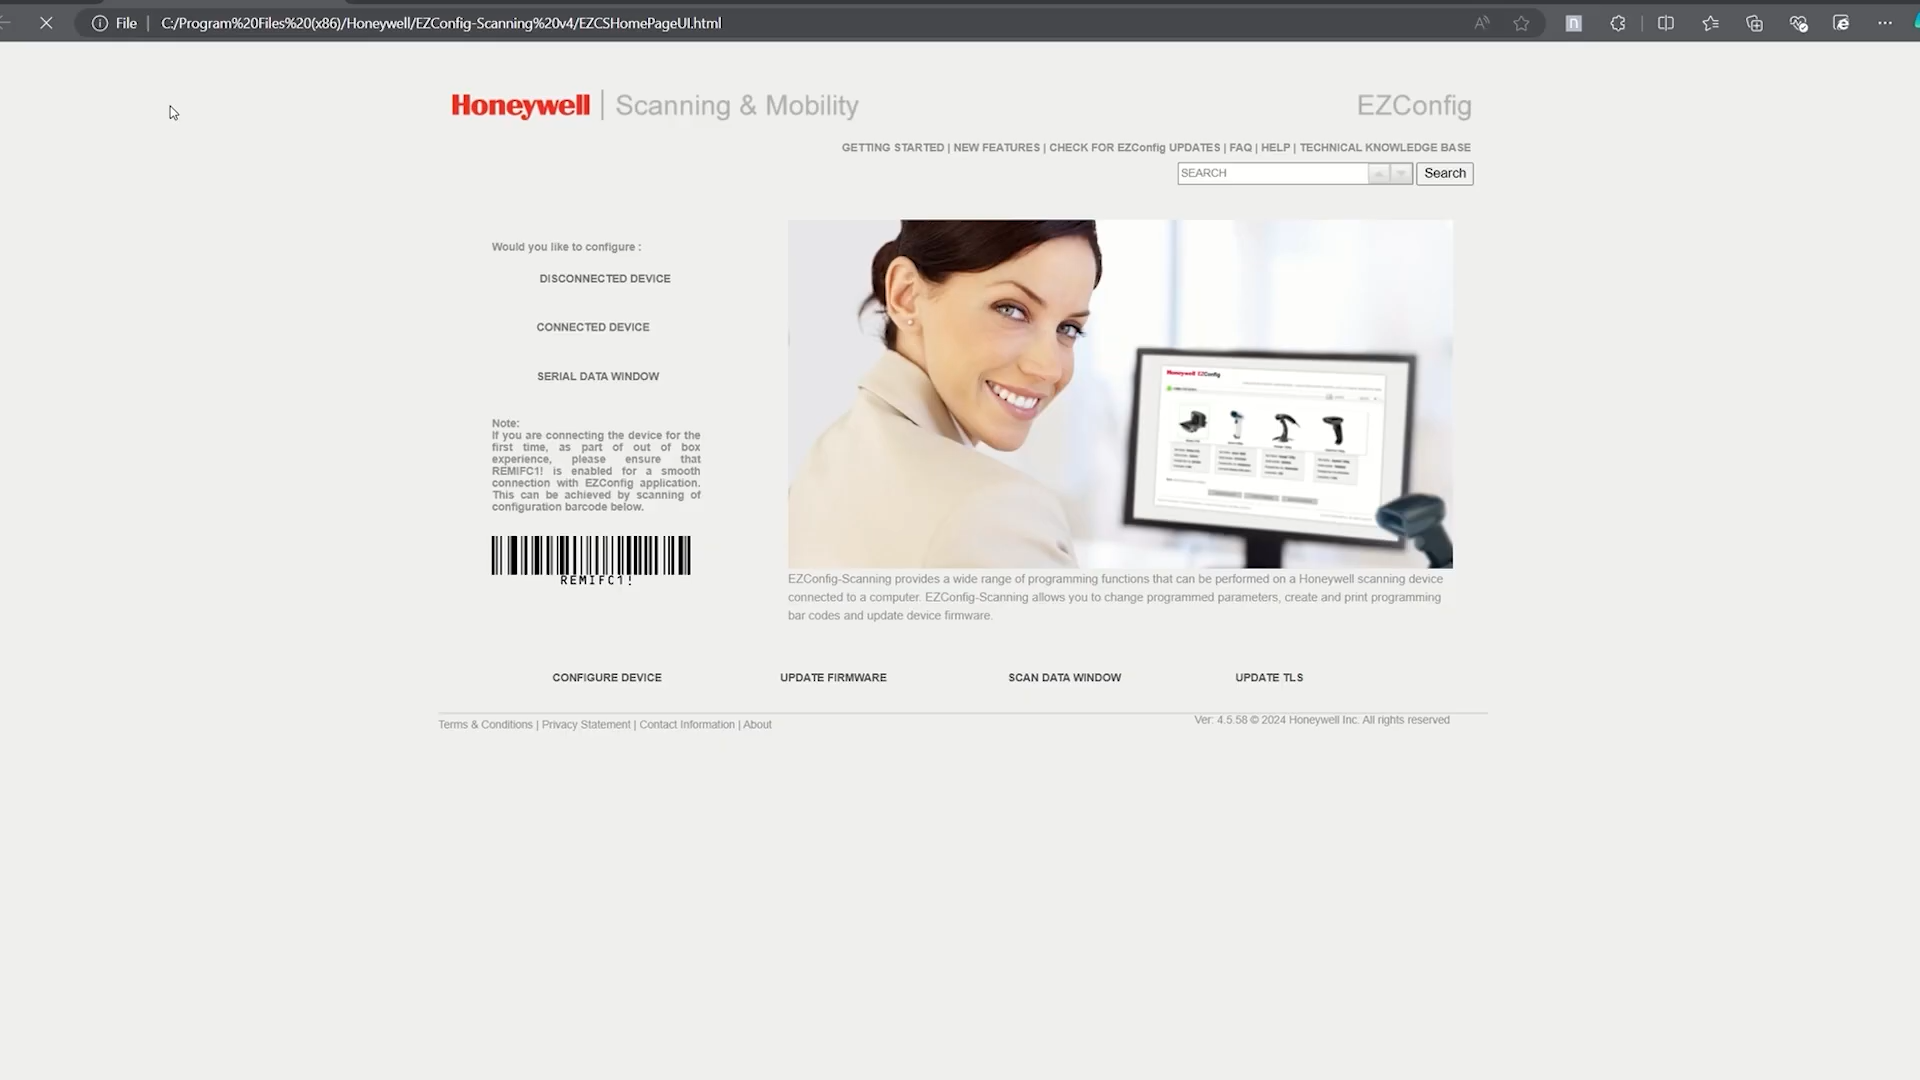 File | C:/Program%20Files%20(x86)/Honeywell/EZConfig-Scanning%20v4/EZCSHomePageUI.html
Honeywell | Scanning & Mobility
EZConfig
GETTING STARTED | NEW FEATURES | CHECK FOR EZConfig UPDATES | FAQ | HELP | TECHNICAL KNOWLEDGE BASE
SEARCH
Search
Would you like to configure :
DISCONNECTED DEVICE
CONNECTED DEVICE
SERIAL DATA WINDOW
Note:
If you are connecting the device for the
first time, as part of out of box
experience, please ensure that
REMIFC1! is enabled for a smooth
connection with EZConfig application.
This can be achieved by scanning of
configuration barcode below.
REMIFC1!
Honeywell EZConfig
EZConfig-Scanning provides a wide range of programming functions that can be performed on a Honeywell scanning device
connected to a computer. EZConfig-Scanning allows you to change programmed parameters, create and print programming
bar codes and update device firmware.
CONFIGURE DEVICE
UPDATE FIRMWARE
SCAN DATA WINDOW
UPDATE TLS
Terms & Conditions | Privacy Statement | Contact Information | About
Ver: 4.5.58 © 2024 Honeywell Inc. All rights reserved